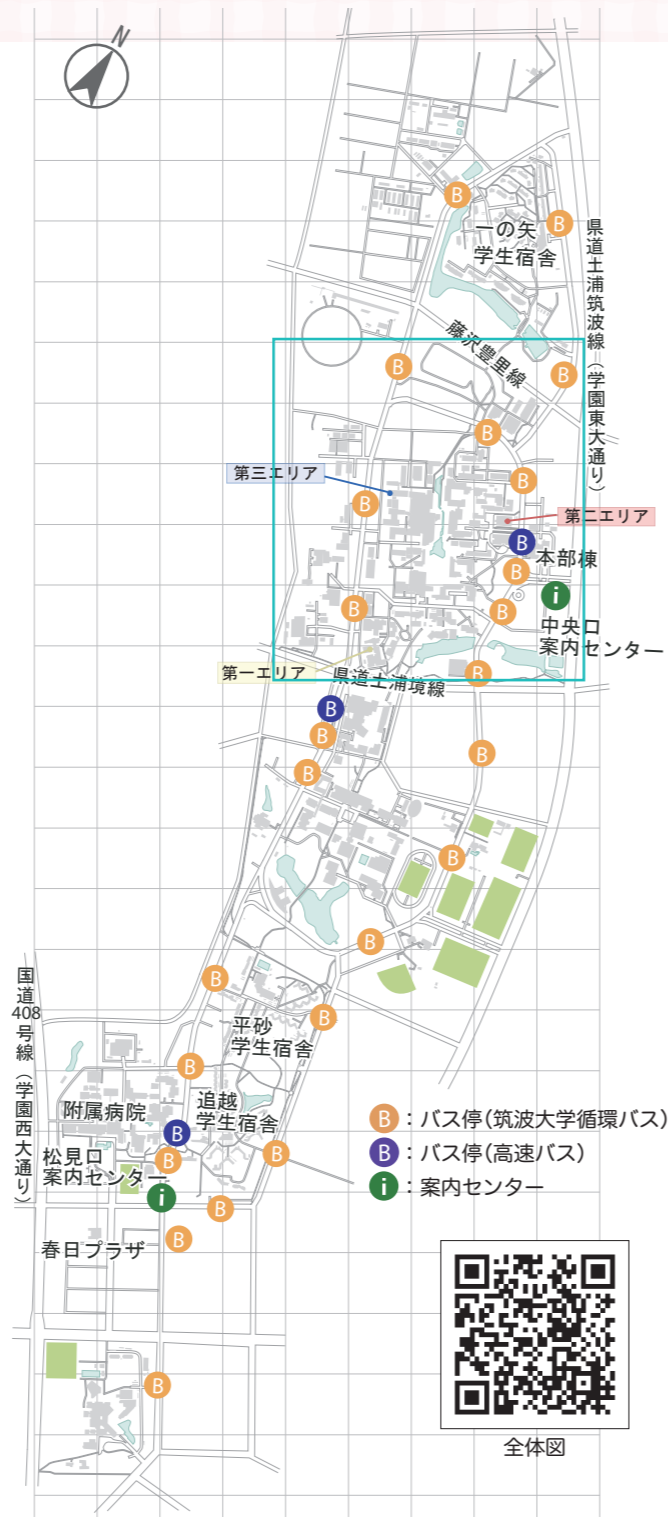 N
B
一の矢
学生宿舎
B
県道土浦筑波線（学園東大通り）
藤沢豊里線
B
B
B
第三エリア
B
B
第二エリア
B
本部棟
B
i
B
B
中央口
案内センター
第一エリア
県道土浦境線
B
B
B
B
B
B
B
国道408号線（学園西大通り）
B
B
平砂
学生宿舎
B
附属病院
追越
学生宿舎
B
松見口
案内センター
B
B
i
B
春日プラザ
B
B
B：バス停(筑波大学循環バス)
B：バス停(高速バス)
i：案内センター
全体図